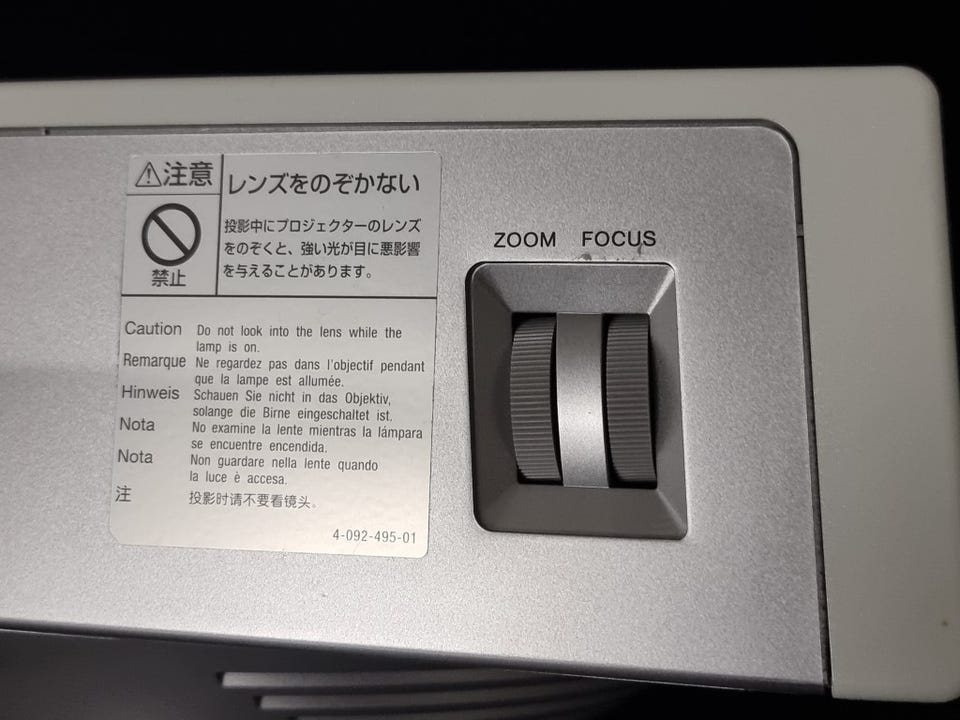 ⚠注意
禁止
レンズをのぞかない
投影中にプロジェクターのレンズ
をのぞくと、強い光が目に悪影響
を与えることがあります。
Caution Do not look into the lens while the
lamp is on.
Remarque Ne regardez pas dans l'objectif pendant
que la lampe est allumée.
Hinweis Schauen Sie nicht in das Objektiv,
solange die Birne eingeschaltet ist.
Nota No examine la lente mientras la lámpara
se encuentre encendida.
Nota Non guardare nella lente quando
la luce è accesa.
注 投影时请不要看镜头。
4-092-495-01
ZOOM FOCUS